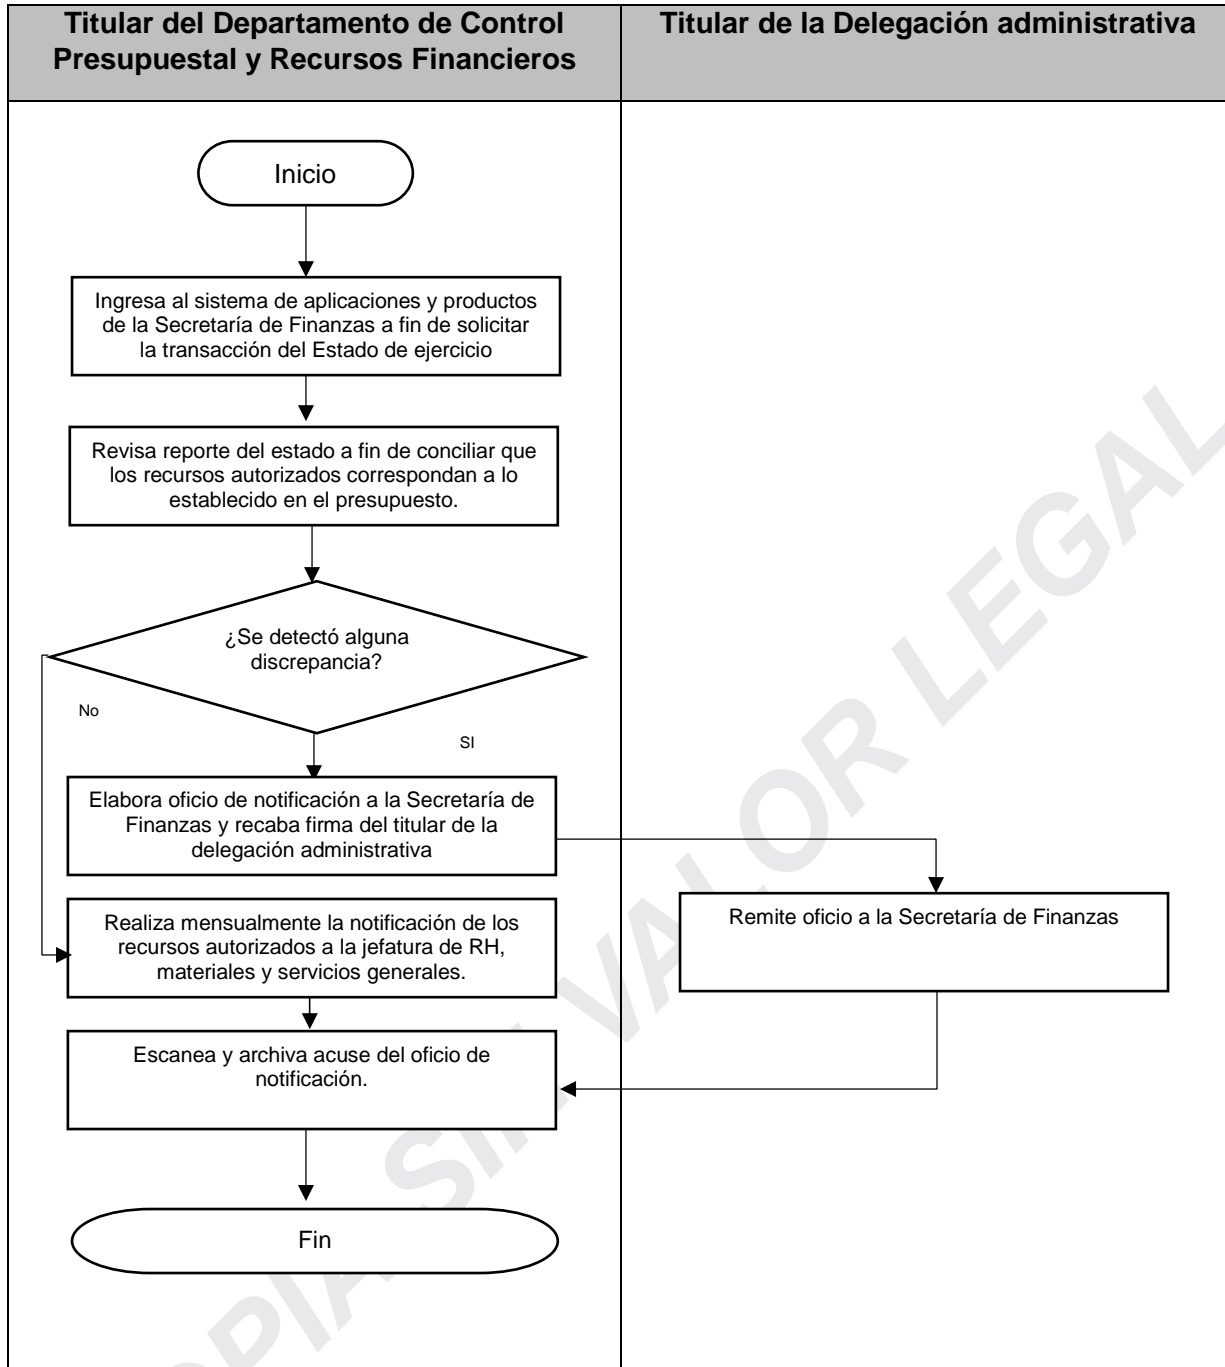 Titular del Departamento de Control
Presupuestal y Recursos Financieros
Titular de la Delegación administrativa
Inicio
Ingresa al sistema de aplicaciones y productos
de la Secretaría de Finanzas a fin de solicitar
la transacción del Estado de ejercicio
Revisa reporte del estado a fin de conciliar que
los recursos autorizados correspondan a lo
establecido en el presupuesto.
¿Se detectó alguna
discrepancia?
No
SI
Elabora oficio de notificación a la Secretaría de
Finanzas y recaba firma del titular de la
delegación administrativa
Remite oficio a la Secretaría de Finanzas
Realiza mensualmente la notificación de los
recursos autorizados a la jefatura de RH,
materiales y servicios generales.
Escanea y archiva acuse del oficio de
notificación.
Fin
OPIA SIN VALOR LEGAL